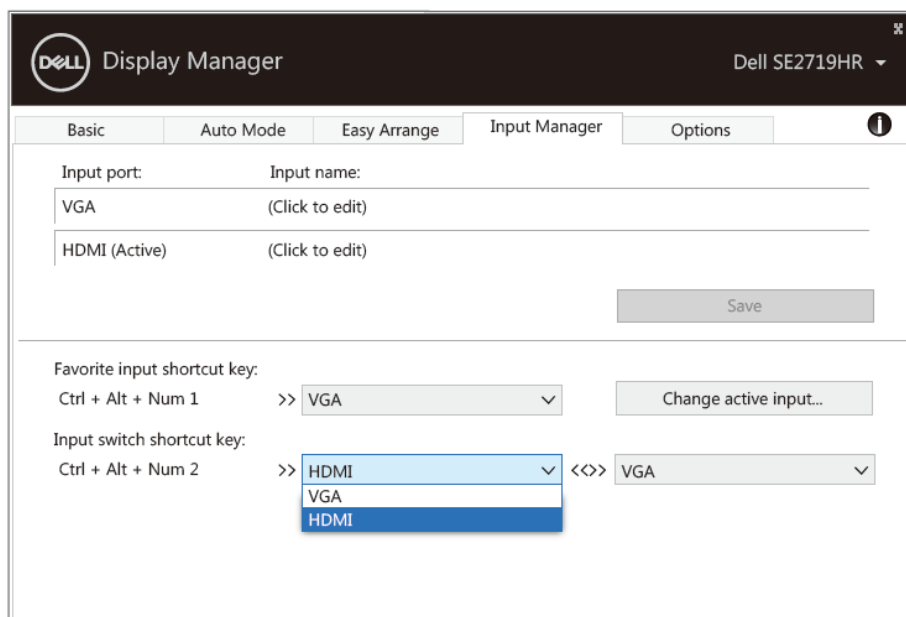 DELL Display Manager Dell SE2719HR
Basic Auto Mode Easy Arrange Input Manager Options
Input port: Input name:
VGA (Click to edit)
HDMI (Active) (Click to edit)
Save
Favorite input shortcut key:
Ctrl + Alt + Num 1 >> VGA Change active input...
Input switch shortcut key:
Ctrl + Alt + Num 2 >> HDMI <<>> VGA
VGA
HDMI